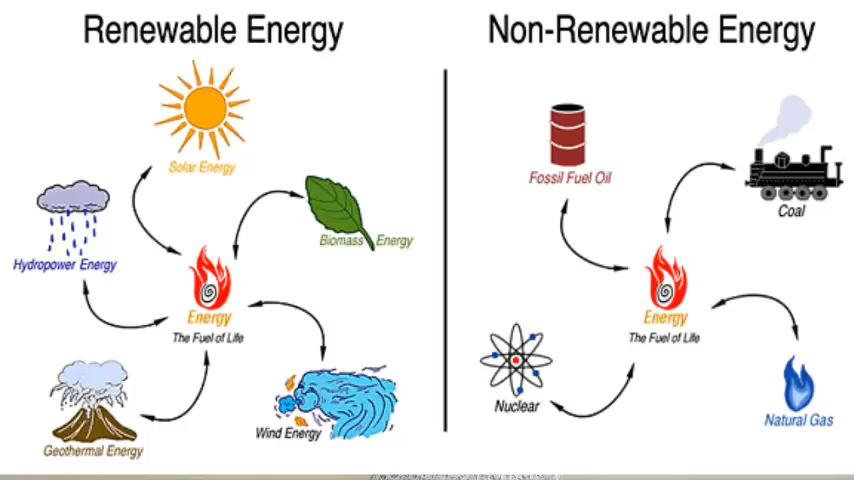 Renewable Energy
Solar Energy
Biomass Energy
Hydropower Energy
Energy
The Fuel of Life
Wind Energy
Geothermal Energy
Non-Renewable Energy
Fossil Fuel Oil
Coal
Energy
The Fuel of Life
Nuclear
Natural Gas